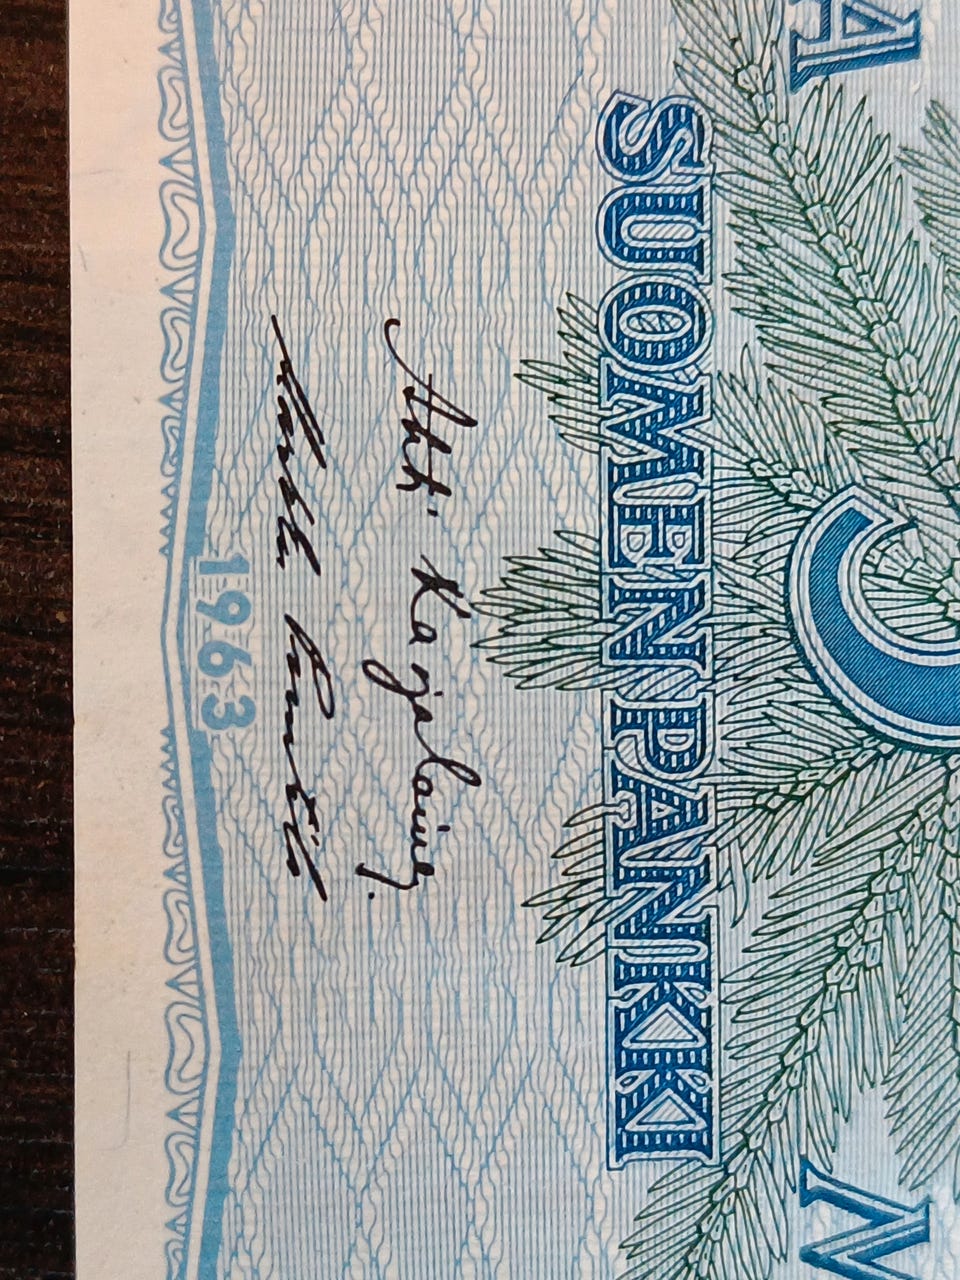 SUOMEN PANKKI
Ahti Karjalainen
1963